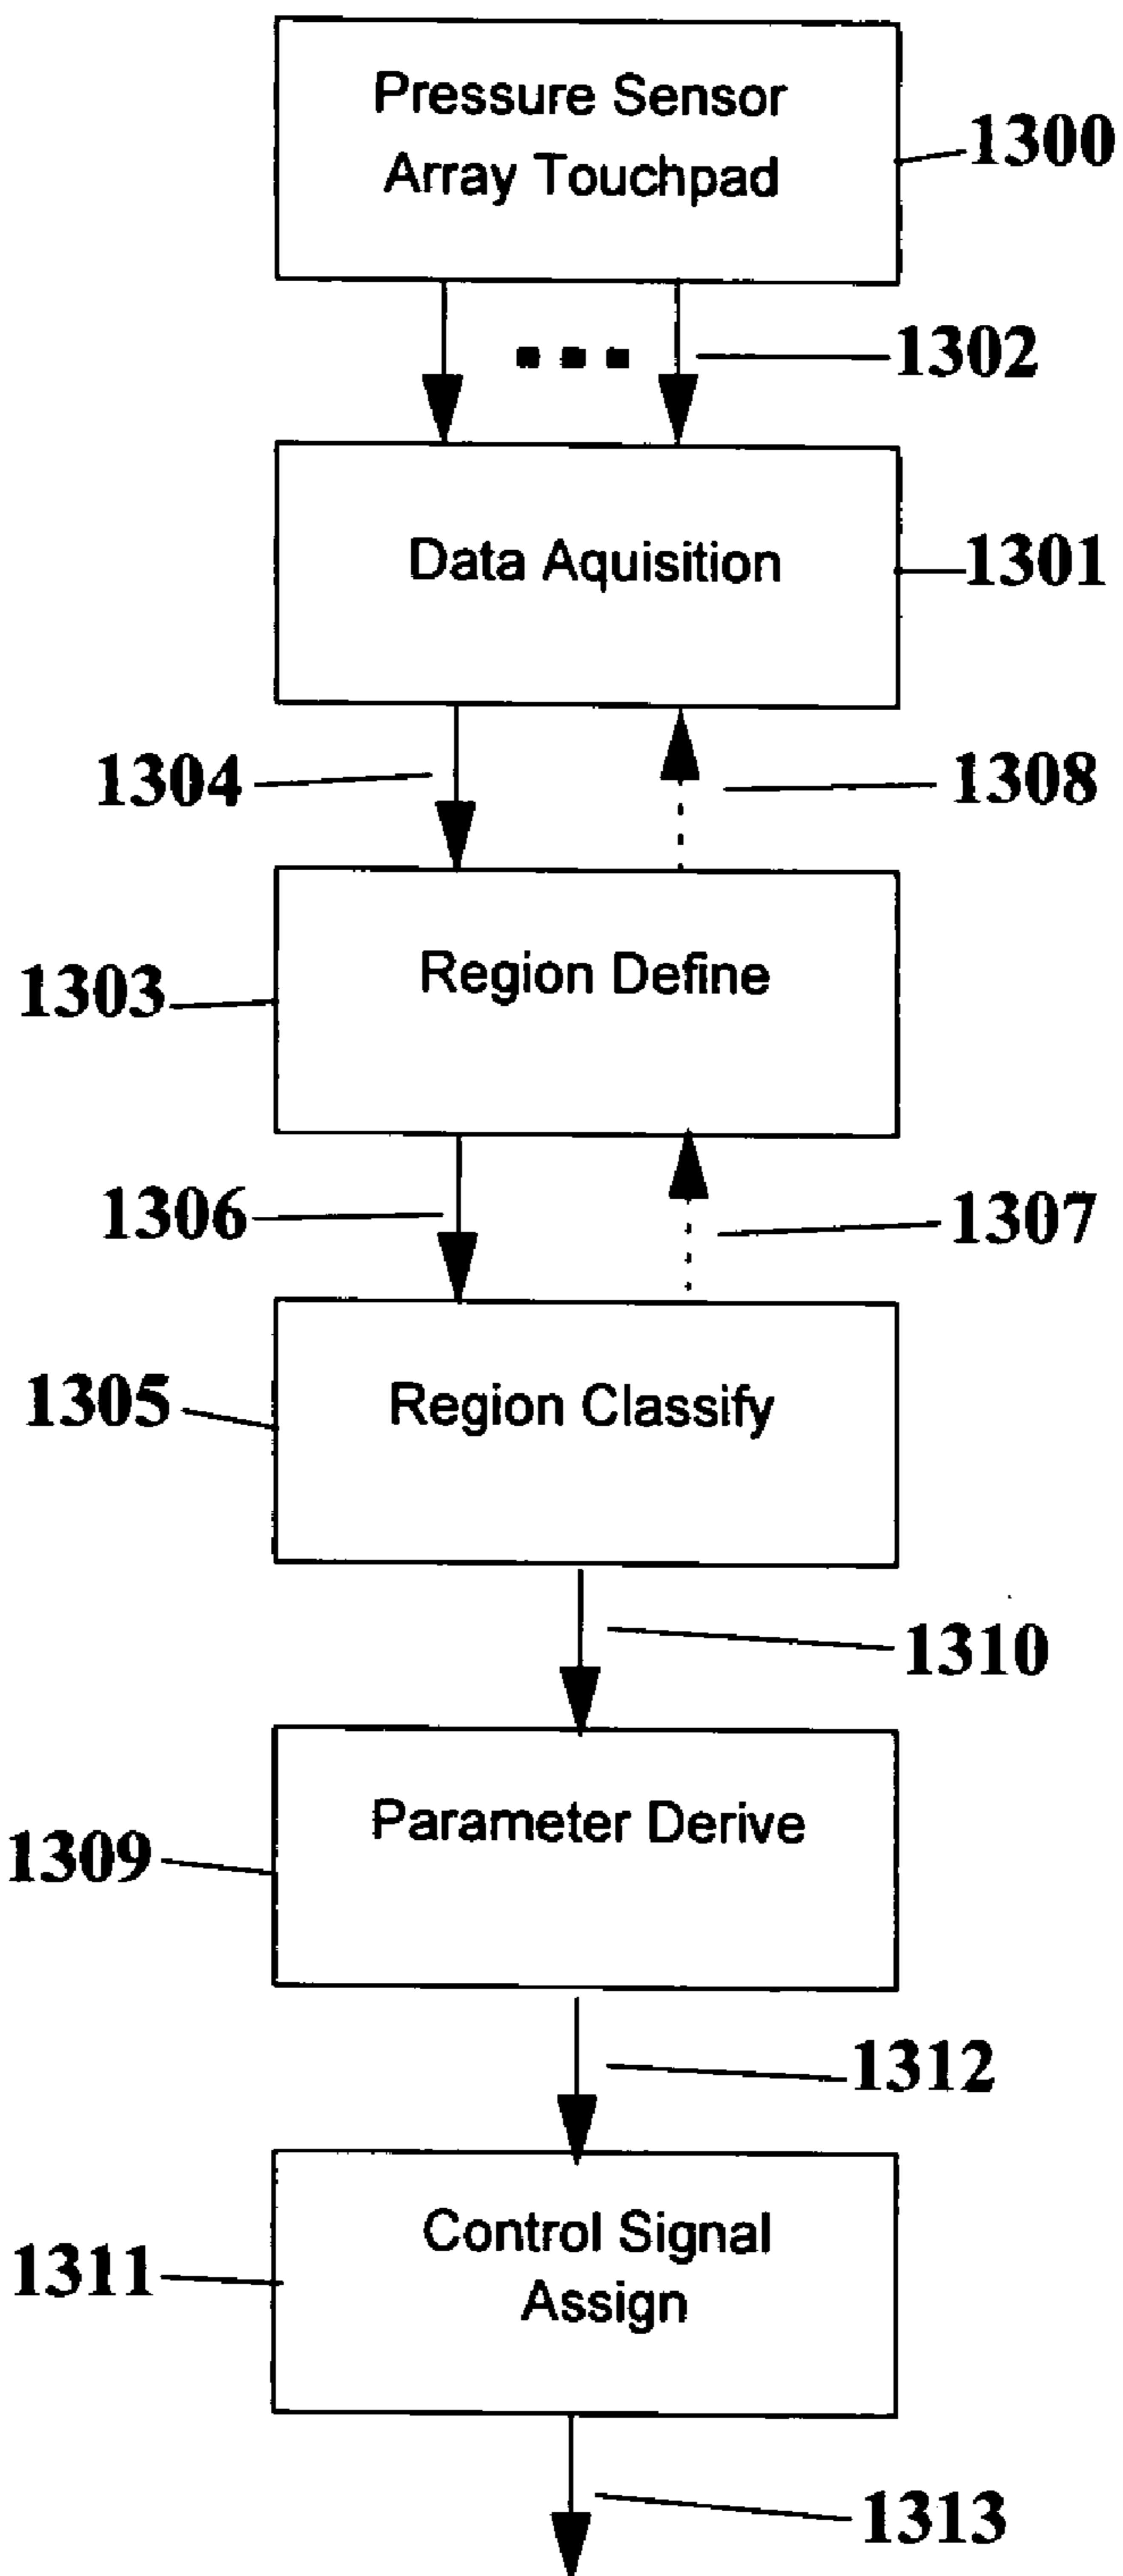 Pressure Sensor
Array Touchpad
1300
1302
Data Aquisition
1301
1304
1308
Region Define
1303
1306
1307
Region Classify
1305
1310
Parameter Derive
1309
1312
Control Signal
Assign
1311
1313